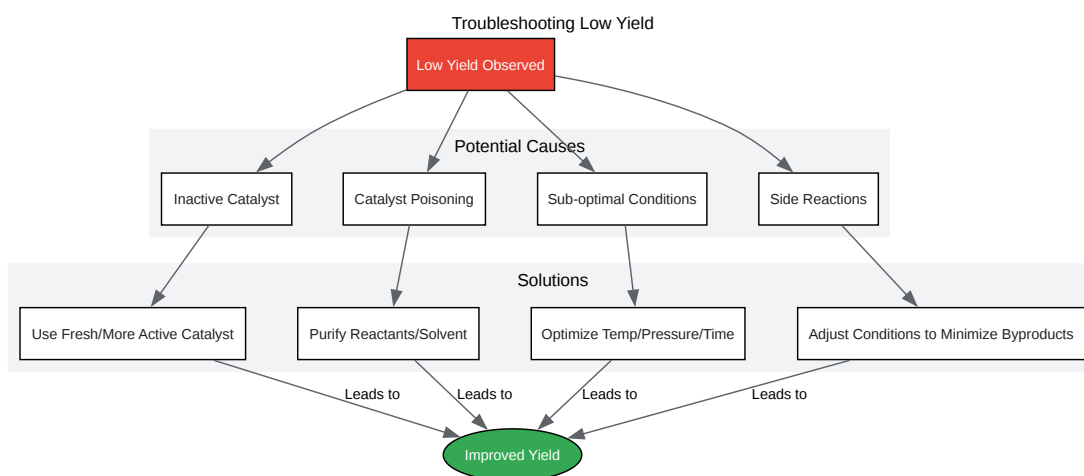 Troubleshooting Low Yield
Low Yield Observed
Potential Causes
Inactive Catalyst
Catalyst Poisoning
Sub-optimal Conditions
Side Reactions
Solutions
Use Fresh/More Active Catalyst
Purify Reactants/Solvent
Optimize Temp/Pressure/Time
Adjust Conditions to Minimize Byproducts
Leads to
Leads to
Leads to
Leads to
Improved Yield